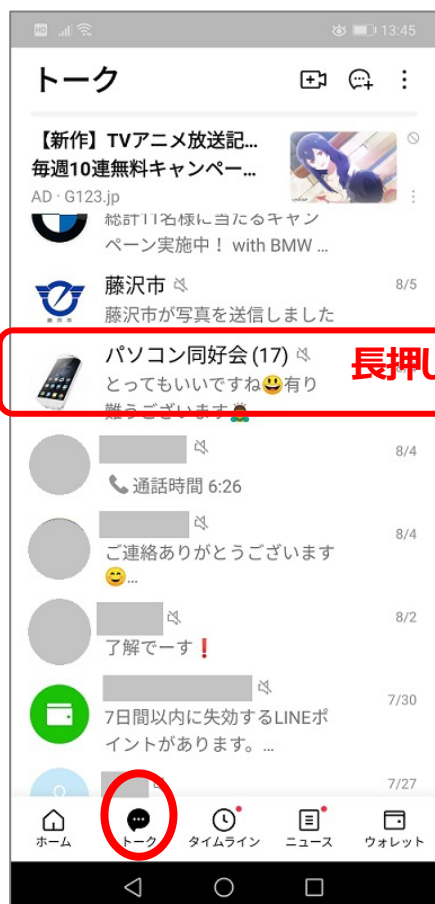 HD 13:45
トーク
【新作】TVアニメ放送記...
毎週10連無料キャンペー...
AD · G123.jp
総計11名様に当たるキャン
ペーン実施中！ with BMW ...
藤沢市 8/5
藤沢市が写真を送信しました
パソコン同好会 (17)
長押し
とってもいいですね😃有り
難うございます🙇
8/4
通話時間 6:26
8/4
ご連絡ありがとうございます
😊...
8/2
了解でーす❗
7/30
7日間以内に失効するLINEポ
イントがあります。...
7/27
ホーム トーク タイムライン ニュース ウォレット